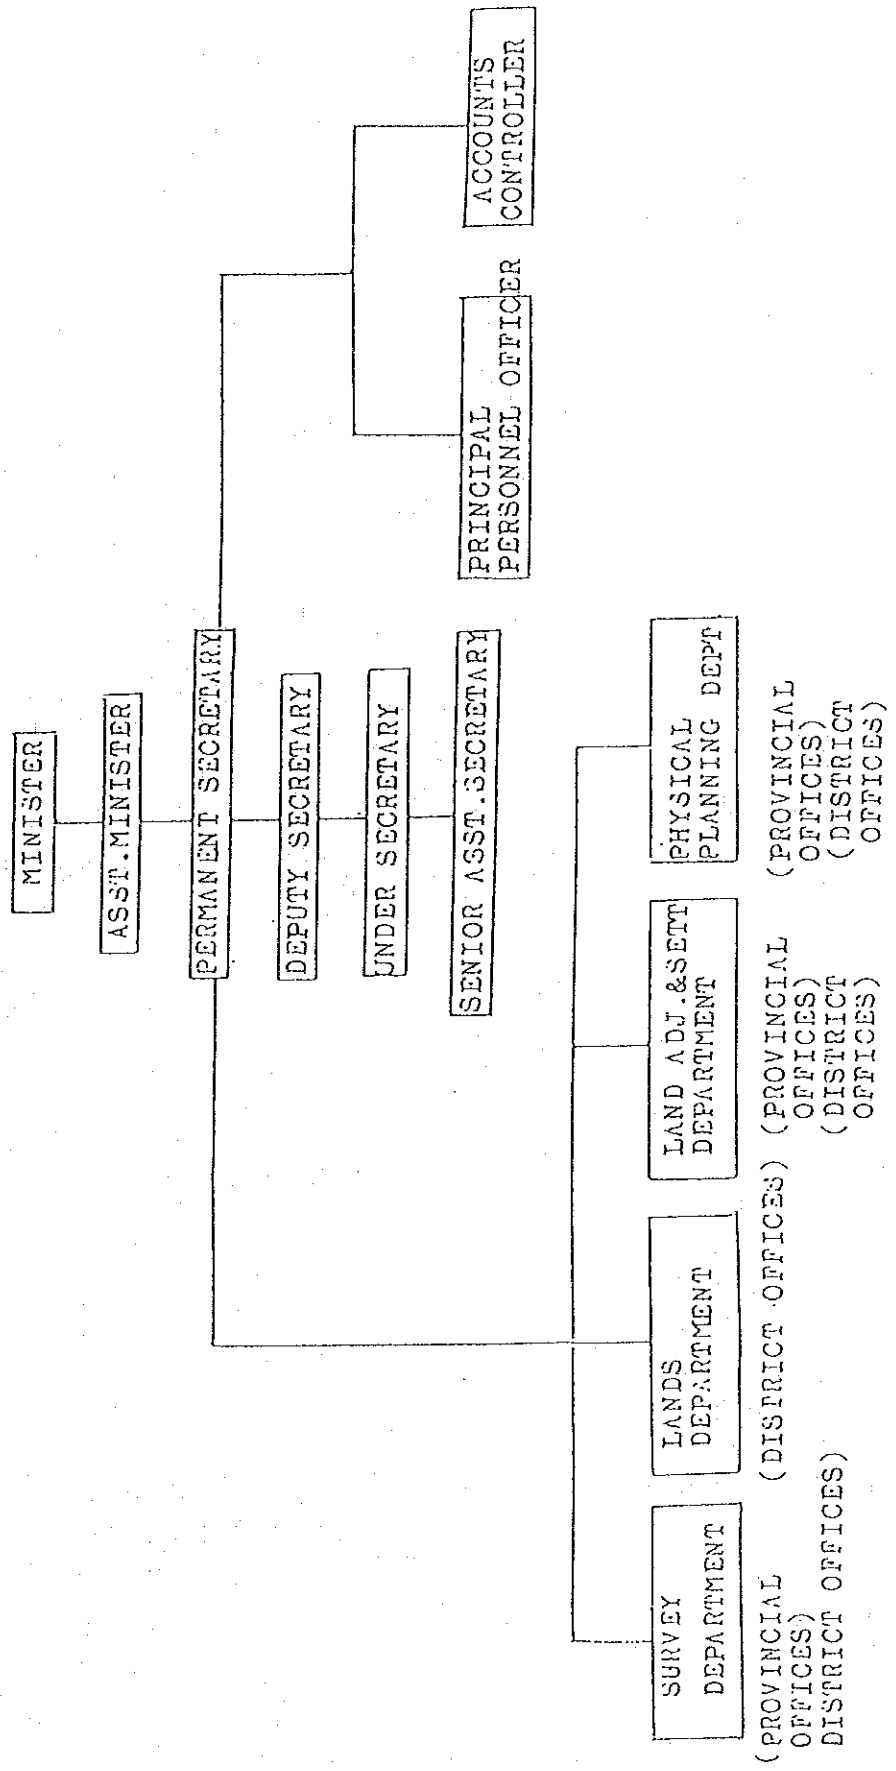 MINISTER
ASST.MINISTER
PERMANENT SECRETARY
DEPUTY SECRETARY
UNDER SECRETARY
SENIOR ASST.SECRETARY
PRINCIPAL
PERSONNEL OFFICER
ACCOUNTS
CONTROLLER
SURVEY
DEPARTMENT
(PROVINCIAL
OFFICES)
DISTRICT OFFICES)
LANDS
DEPARTMENT
(DISTRICT OFFICES)
LAND ADJ.&SETT
DEPARTMENT
(PROVINCIAL
OFFICES)
(DISTRICT
OFFICES)
PHYSICAL
PLANNING DEPT
(PROVINCIAL
OFFICES)
(DISTRICT
OFFICES)